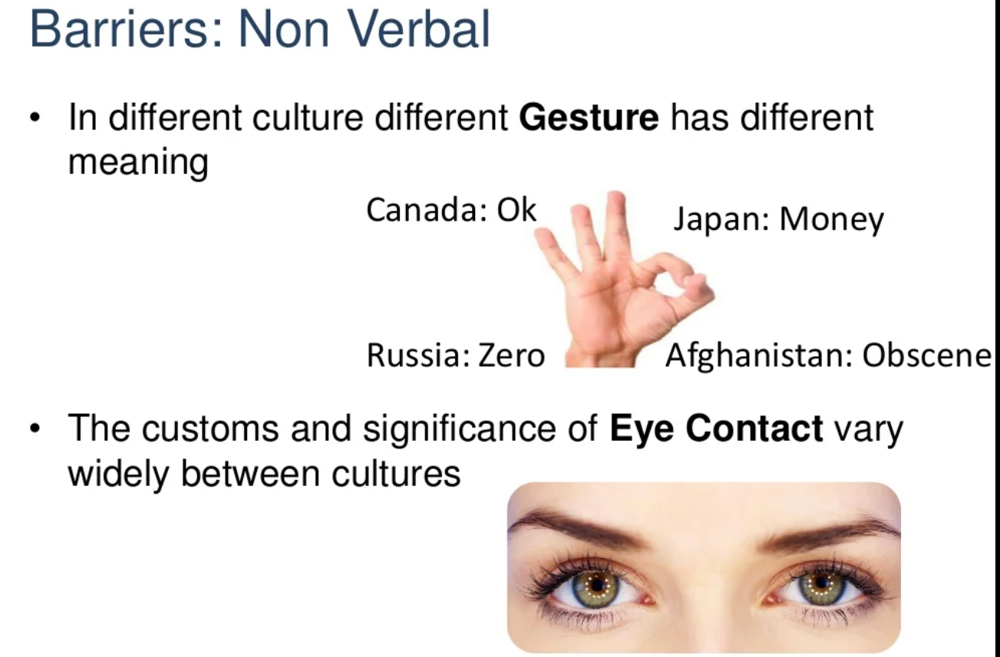 Barriers: Non Verbal
• In different culture different Gesture has different
meaning
Canada: Ok
Japan: Money
Russia: Zero
Afghanistan: Obscene
• The customs and significance of Eye Contact vary
widely between cultures